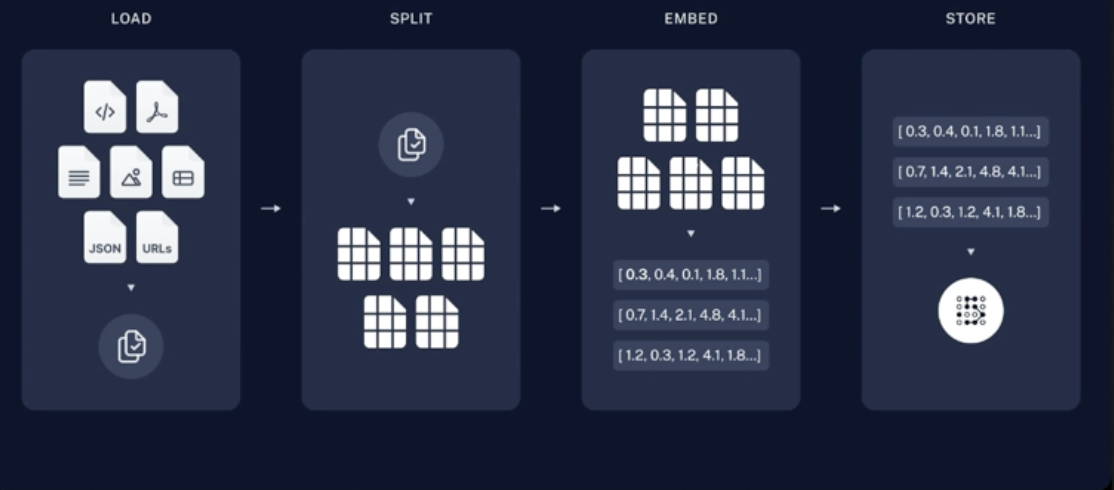 LOAD
SPLIT
EMBED
STORE
</>
JSON
URLs
[ 0.3, 0.4, 0.1, 1.8, 1.1...]
[ 0.7, 1.4, 2.1, 4.8, 4.1...]
[ 1.2, 0.3, 1.2, 4.1, 1.8...]
[ 0.3, 0.4, 0.1, 1.8, 1.1...]
[ 0.7, 1.4, 2.1, 4.8, 4.1...]
[ 1.2, 0.3, 1.2, 4.1, 1.8...]